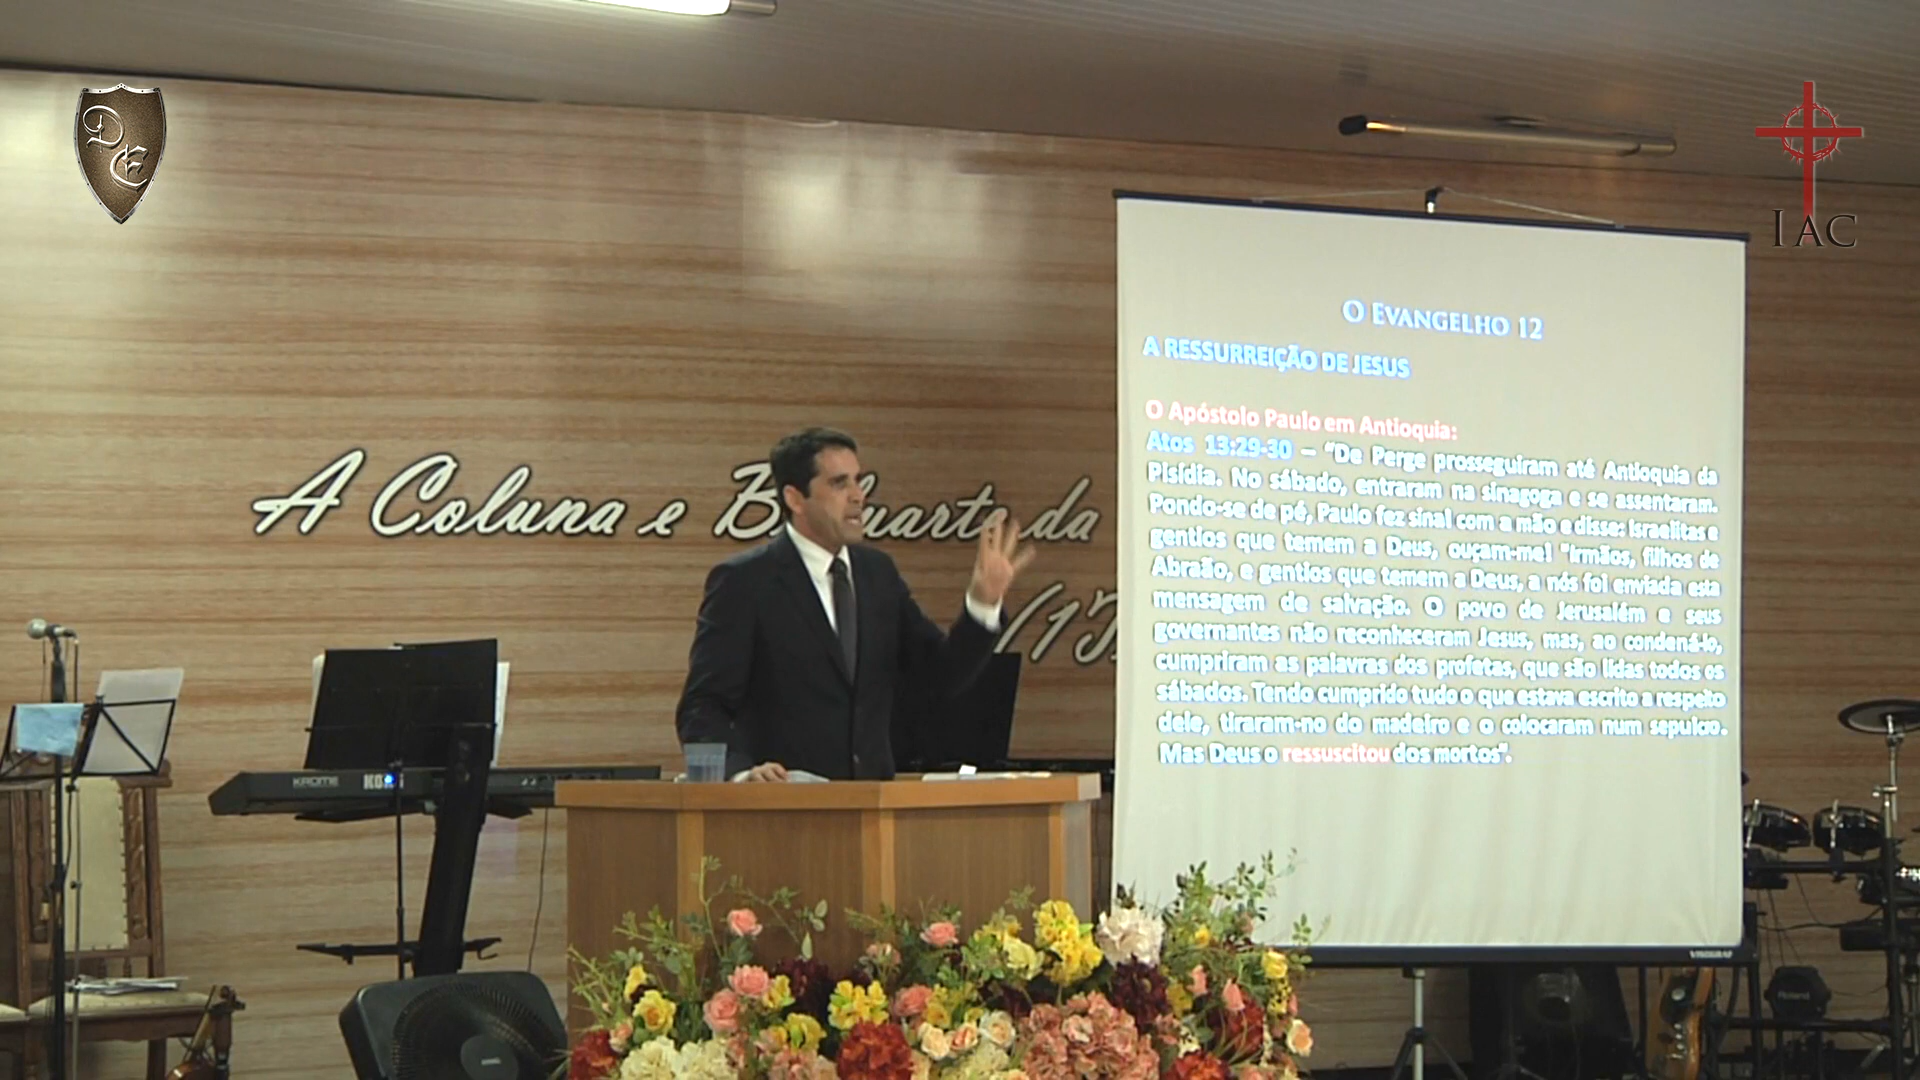 DE
IAC
O EVANGELHO 12
A RESSURREIÇÃO DE JESUS
O Apóstolo Paulo em Antioquia:
Atos 13:29-30 – “De Perge prosseguiram até Antioquia da
Pisídia. No sábado, entraram na sinagoga e se assentaram.
Pondo-se de pé, Paulo fez sinal com a mão e disse: Israelitas e
gentios que temem a Deus, ouçam-me! "Irmãos, filhos de
Abraão, e gentios que temem a Deus, a nós foi enviada esta
mensagem de salvação. O povo de Jerusalém e seus
governantes não reconheceram Jesus, mas, ao condená-lo,
cumpriram as palavras dos profetas, que são lidas todos os
sábados. Tendo cumprido tudo o que estava escrito a respeito
dele, tiraram-no do madeiro e o colocaram num sepulcro.
Mas Deus o ressuscitou dos mortos”.
A Coluna e Baluarte da
(1T
KROME
Roland